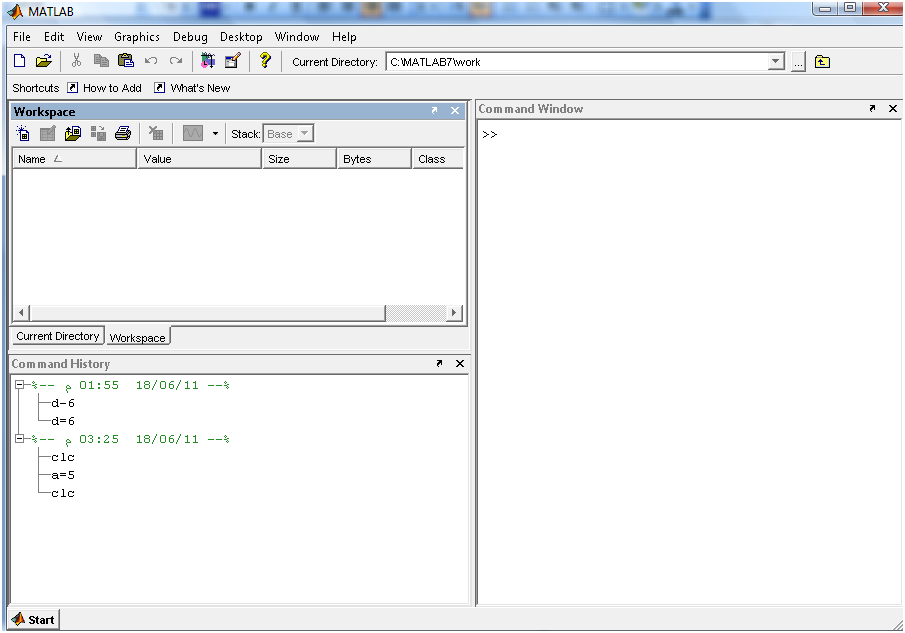 MATLAB
File Edit View Graphics Debug Desktop Window Help
Current Directory: C:\MATLAB7\work ...
Shortcuts How to Add What's New
Workspace
Stack: Base
Name Value Size Bytes Class
Current Directory Workspace
Command History
%-- م 01:55 18/06/11 --%
d-6
d=6
%-- م 03:25 18/06/11 --%
clc
a=5
clc
Command Window
>>
Start